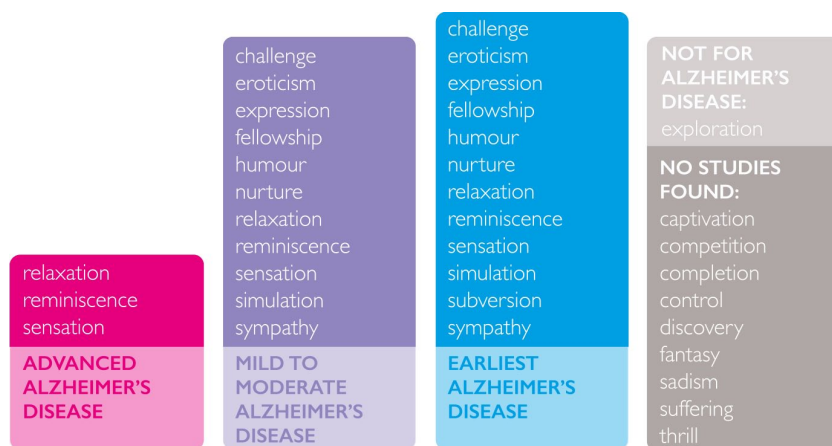 relaxation
reminiscence
sensation
ADVANCED
ALZHEIMER'S
DISEASE
challenge
eroticism
expression
fellowship
humour
nurture
relaxation
reminiscence
sensation
simulation
sympathy
MILD TO
MODERATE
ALZHEIMER'S
DISEASE
challenge
eroticism
expression
fellowship
humour
nurture
relaxation
reminiscence
sensation
simulation
subversion
sympathy
EARLIEST
ALZHEIMER'S
DISEASE
NOT FOR
ALZHEIMER'S
DISEASE:
exploration
NO STUDIES
FOUND:
captivation
competition
completion
control
discovery
fantasy
sadism
suffering
thrill